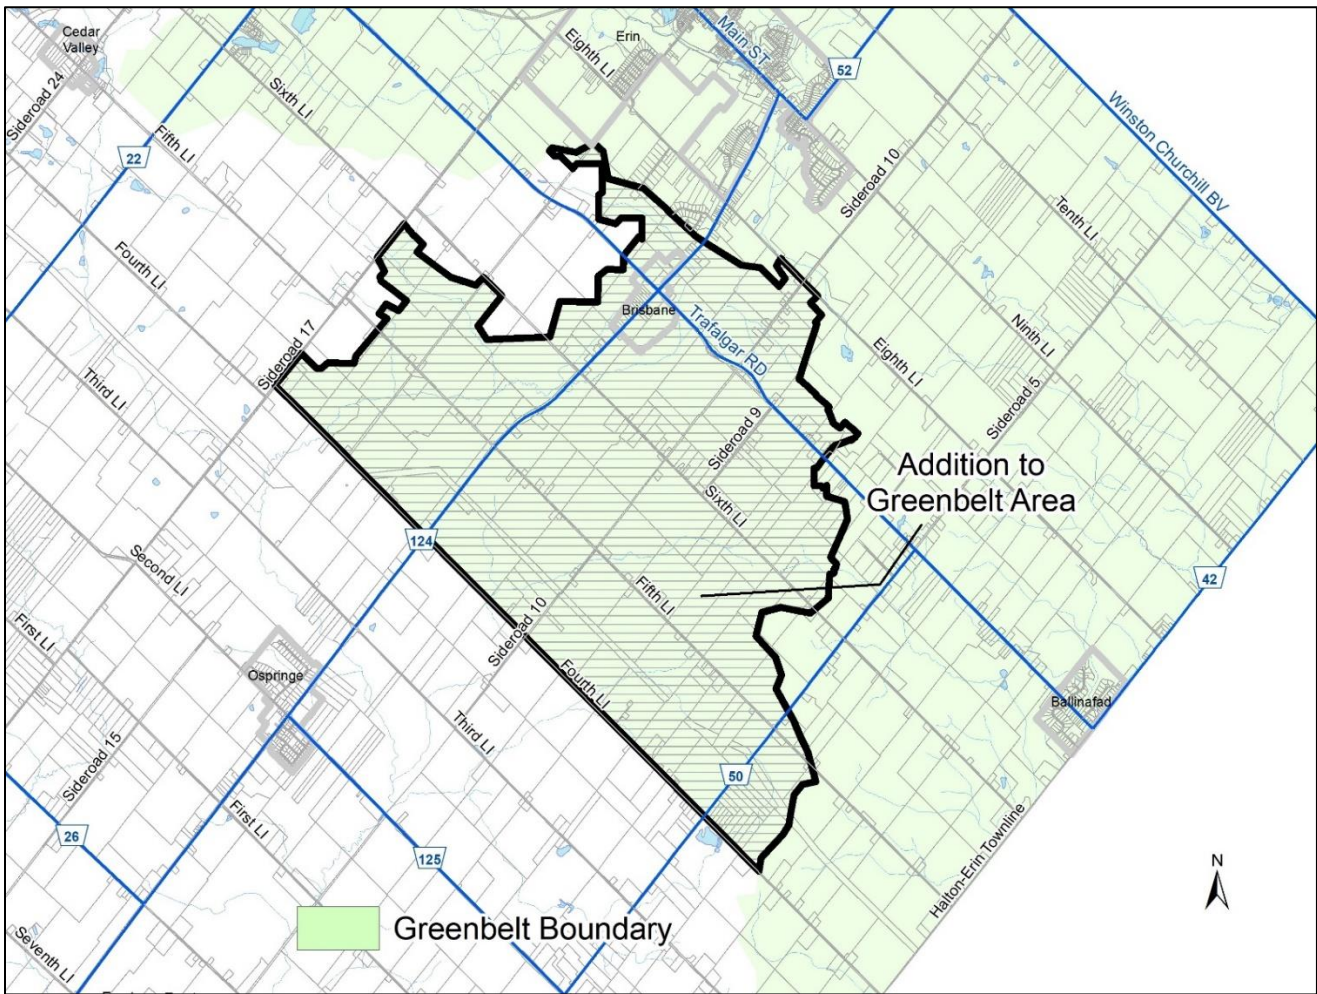 Cedar
Valley
Erin
Main ST
52
Eighth LI
Sixth LI
Sideroad 24
Winston Churchill BV
22
Fifth LI
Sideroad 10
Tenth LI
Fourth LI
Brisbane
Trafalgar RD
Ninth LI
Sideroad 17
Eighth LI
Third LI
Sideroad 5
Sideroad 9
Addition to
Greenbelt Area
Sixth LI
124
Second LI
Fifth LI
42
Sideroad 10
First LI
Ospringe
Fourth LI
Ballinafad
Third LI
Sideroad 15
50
First LI
26
125
Halton-Erin Townline
N
Greenbelt Boundary
Seventh LI